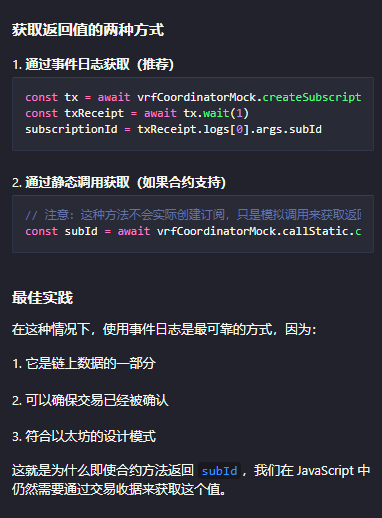 获取返回值的两种方式
1. 通过事件日志获取（推荐）
const tx = await vrfCoordinatorMock.createSubscript
const txReceipt = await tx.wait(1)
subscriptionId = txReceipt.logs[0].args.subId
2. 通过静态调用获取（如果合约支持）
// 注意：这种方法不会实际创建订阅，只是模拟调用来获取返回
const subId = await vrfCoordinatorMock.callStatic.c
最佳实践
在这种情况下，使用事件日志是最可靠的方式，因为：
1. 它是链上数据的一部分
2. 可以确保交易已经被确认
3. 符合以太坊的设计模式
这就是为什么即使合约方法返回 subId，我们在 JavaScript 中
仍然需要通过交易收据来获取这个值。